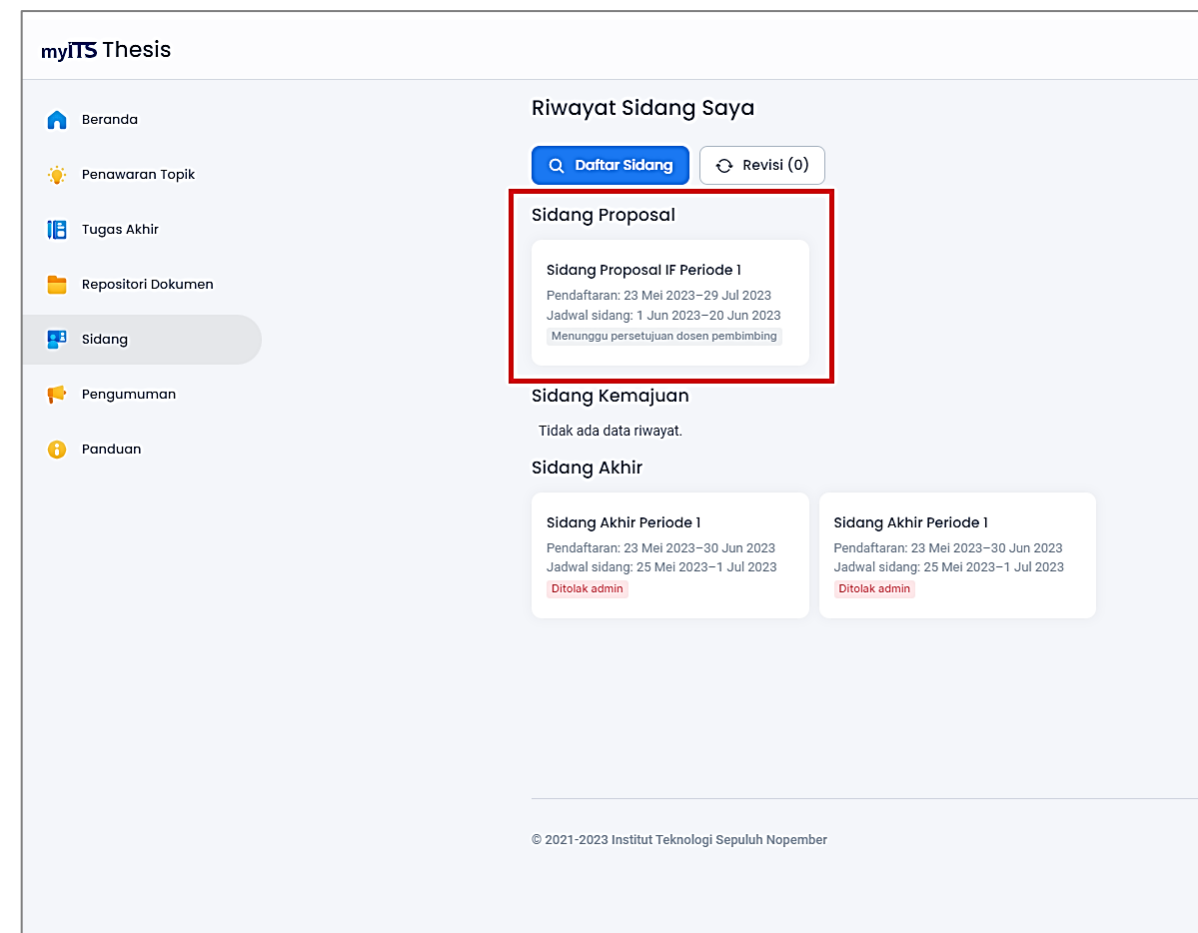 myITS Thesis
Beranda
Penawaran Topik
Tugas Akhir
Repositori Dokumen
Sidang
Pengumuman
Panduan
Riwayat Sidang Saya
Daftar Sidang
Revisi (0)
Sidang Proposal
Sidang Proposal IF Periode 1
Pendaftaran: 23 Mei 2023–29 Jul 2023
Jadwal sidang: 1 Jun 2023–20 Jun 2023
Menunggu persetujuan dosen pembimbing
Sidang Kemajuan
Tidak ada data riwayat.
Sidang Akhir
Sidang Akhir Periode 1
Pendaftaran: 23 Mei 2023–30 Jun 2023
Jadwal sidang: 25 Mei 2023–1 Jul 2023
Ditolak admin
Sidang Akhir Periode 1
Pendaftaran: 23 Mei 2023–30 Jun 2023
Jadwal sidang: 25 Mei 2023–1 Jul 2023
Ditolak admin
© 2021-2023 Institut Teknologi Sepuluh Nopember